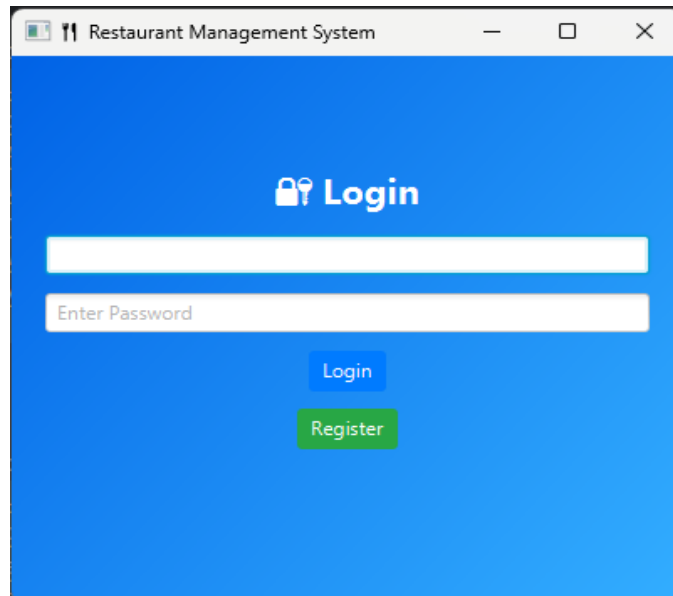 Restaurant Management System
Login
Enter Password
Login
Register